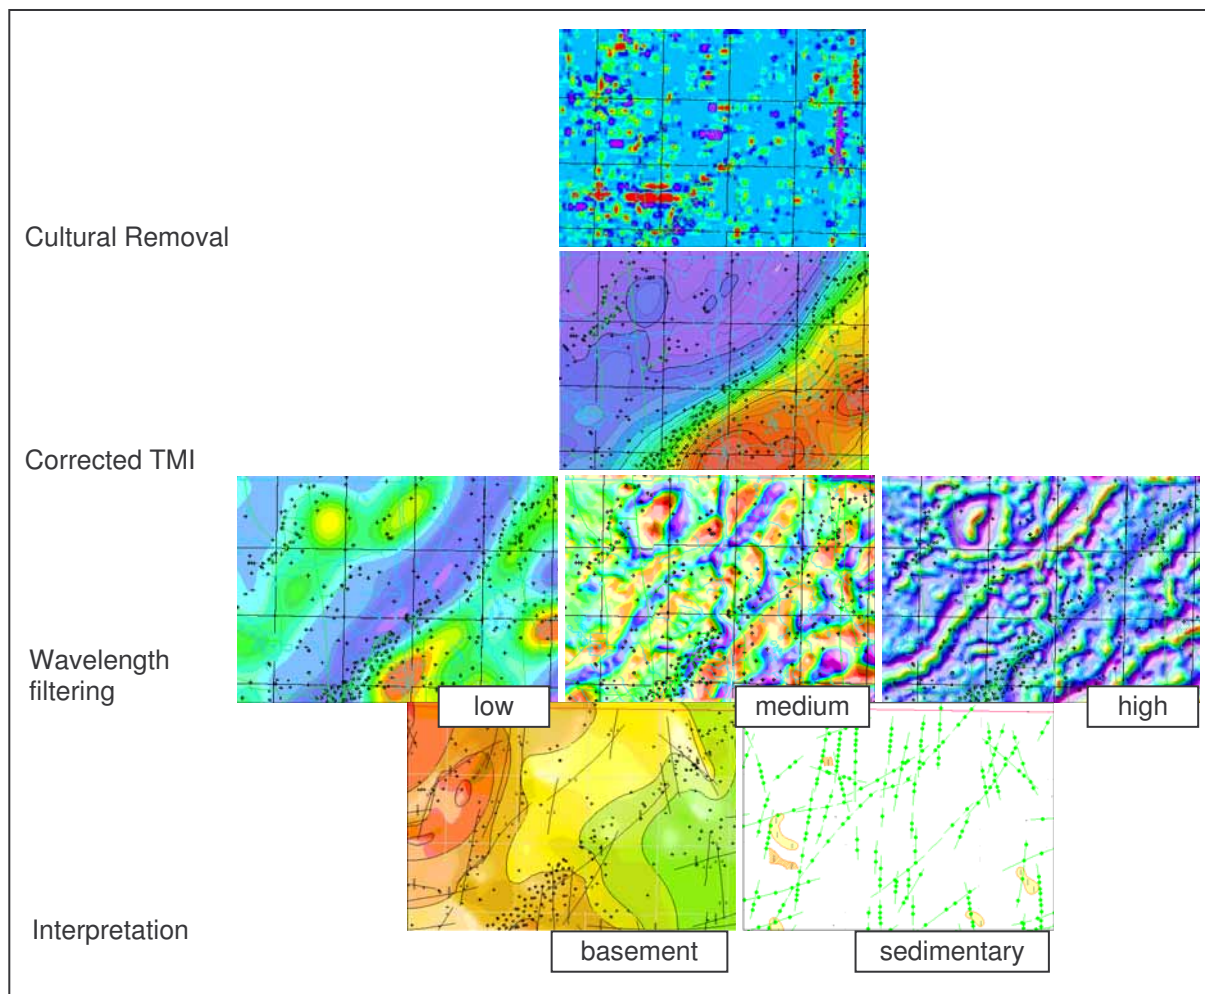 Cultural Removal
Corrected TMI
Wavelength
filtering
low
medium
high
Interpretation
basement
sedimentary